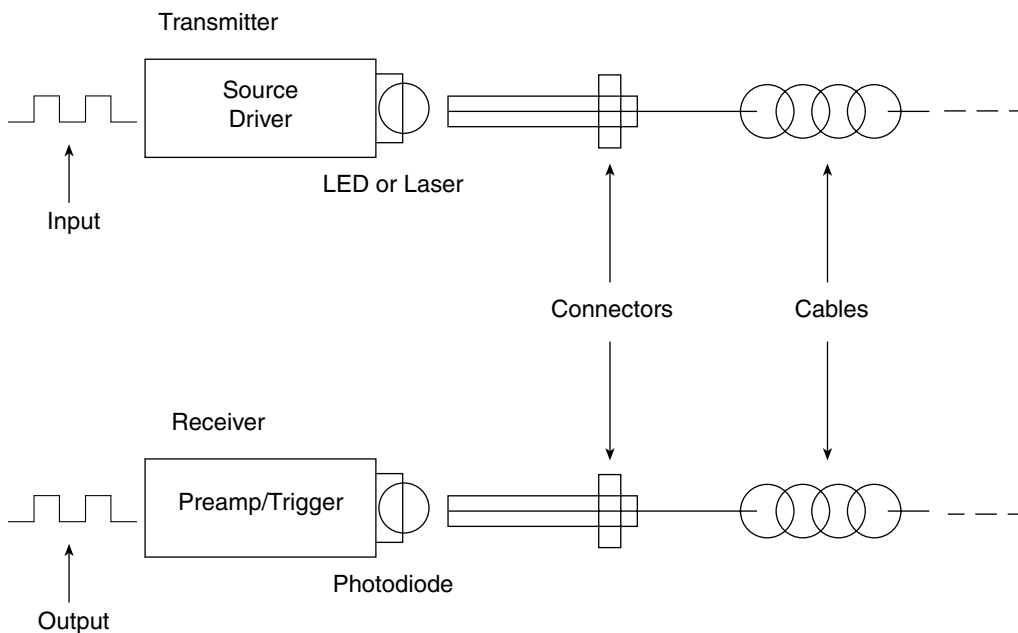 Transmitter
Source
Driver
LED or Laser
Input
Connectors
Cables
Receiver
Preamp/Trigger
Photodiode
Output